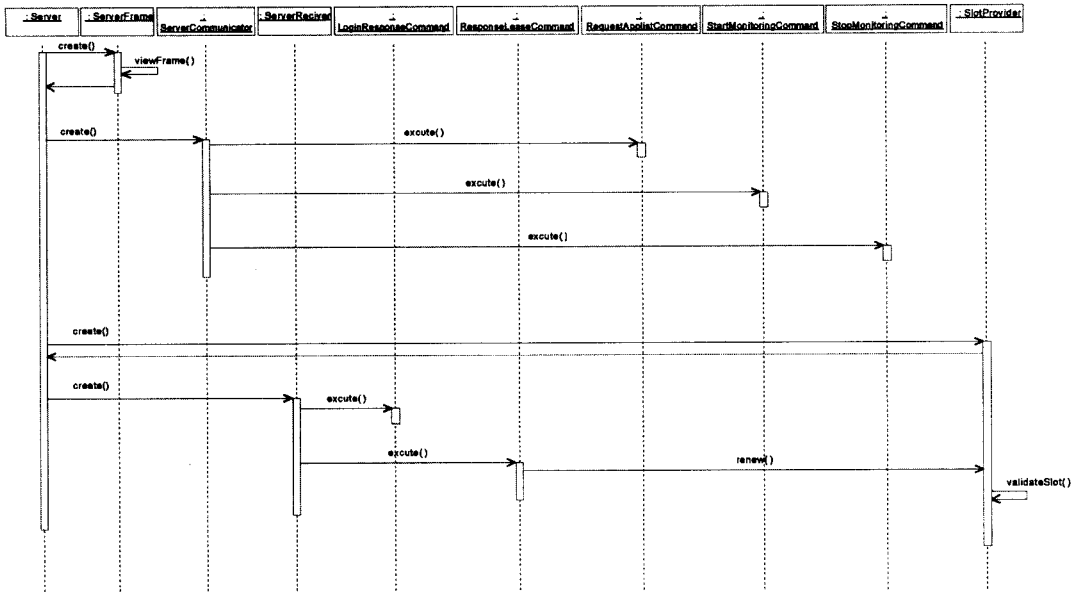 : Server
: ServerFrame
:
ServerCommunicator
: ServerReciver
:
LoginResponseCommand
:
ResponseLeaseCommand
:
RequestApplistCommand
:
StartMonitoringCommand
:
StopMonitoringCommand
: SlotProvider
create()
viewFrame()
create()
excute()
excute()
excute()
create()
create()
excute()
excute()
renew()
validateSlot()